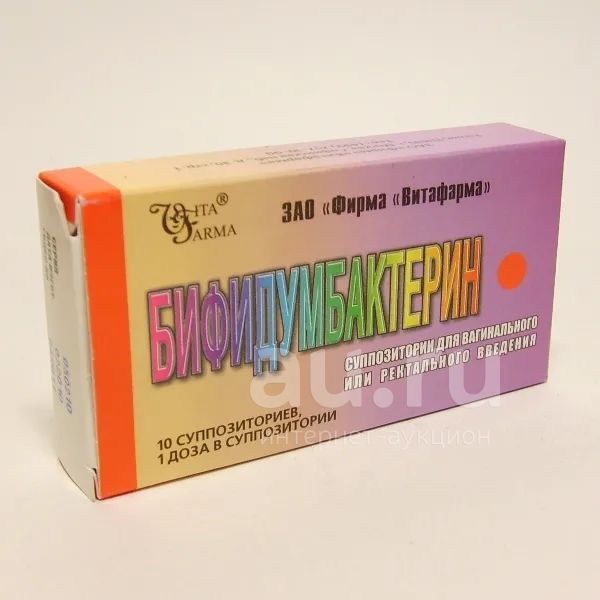 VITA®
FARMA
ЗАО «Фирма «Витафарма»
БИФИДУМБАКТЕРИН
СУППОЗИТОРИИ ДЛЯ ВАГИНАЛЬНОГО
ИЛИ РЕКТАЛЬНОГО ВВЕДЕНИЯ
10 СУППОЗИТОРИЕВ,
1 ДОЗА В СУППОЗИТОРИИ
au.ru
интернет-аукцион